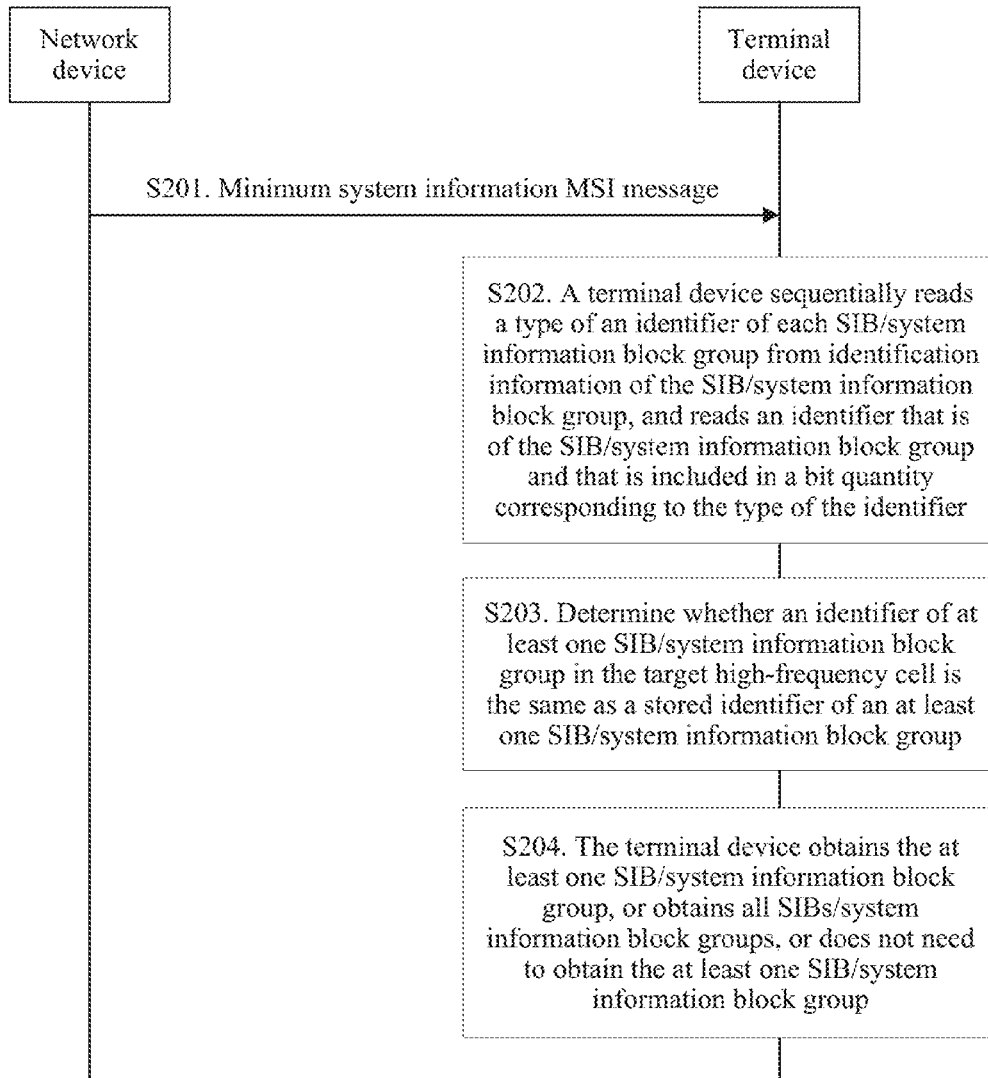 Network
device
Terminal
device
S201. Minimum system information MSI message
S202. A terminal device sequentially reads
a type of an identifier of each SIB/system
information block group from identification
information of the SIB/system information
block group, and reads an identifier that is
of the SIB/system information block group
and that is included in a bit quantity
corresponding to the type of the identifier
S203. Determine whether an identifier of at
least one SIB/system information block
group in the target high-frequency cell is
the same as a stored identifier of an at least
one SIB/system information block group
S204. The terminal device obtains the at
least one SIB/system information block
group, or obtains all SIBs/system
information block groups, or does not need
to obtain the at least one SIB/system
information block group